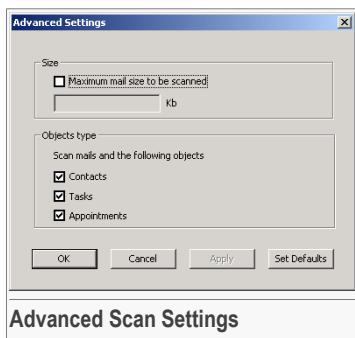 Advanced Settings
Size
Maximum mail size to be scanned
Kb
Objects type
Scan mails and the following objects
Contacts
Tasks
Appointments
OK Cancel Apply Set Defaults
Advanced Scan Settings